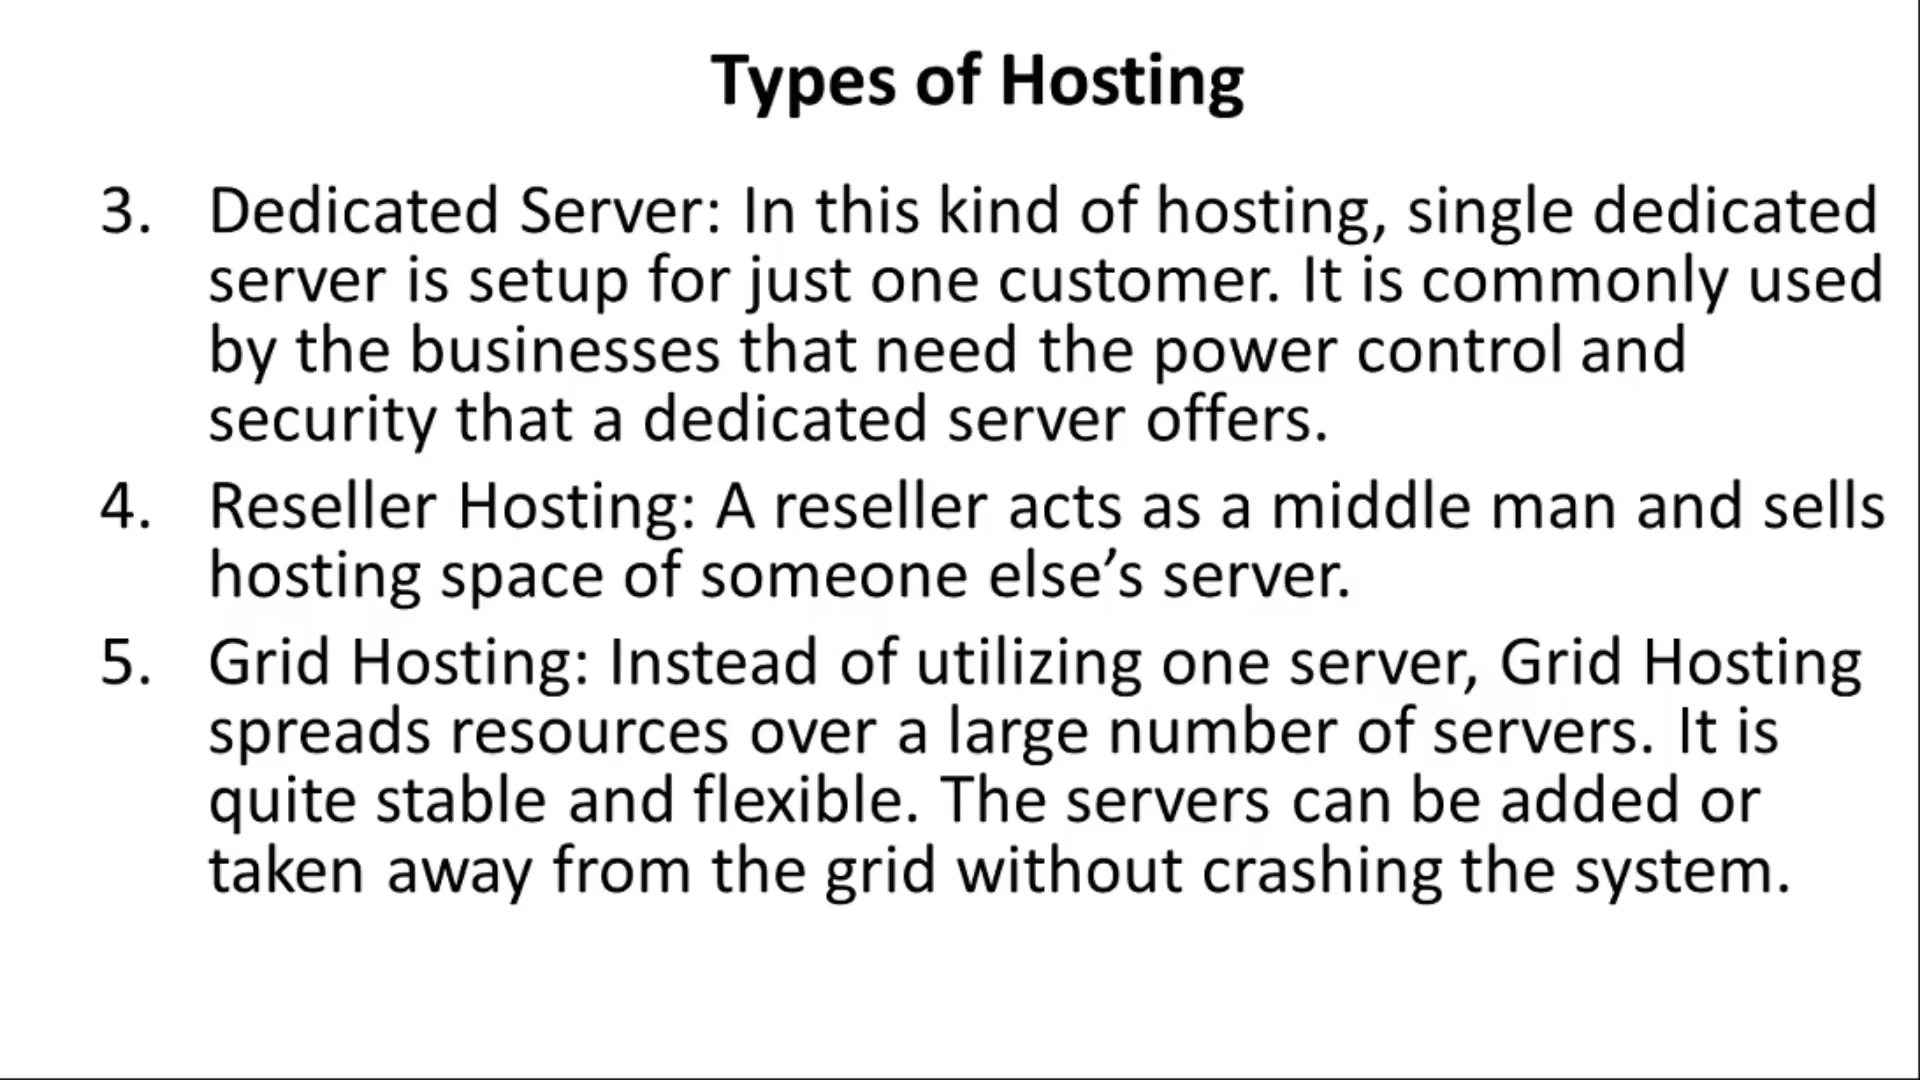 Types of Hosting
3. Dedicated Server: In this kind of hosting, single dedicated
server is setup for just one customer. It is commonly used
by the businesses that need the power control and
security that a dedicated server offers.
4. Reseller Hosting: A reseller acts as a middle man and sells
hosting space of someone else’s server.
5. Grid Hosting: Instead of utilizing one server, Grid Hosting
spreads resources over a large number of servers. It is
quite stable and flexible. The servers can be added or
taken away from the grid without crashing the system.